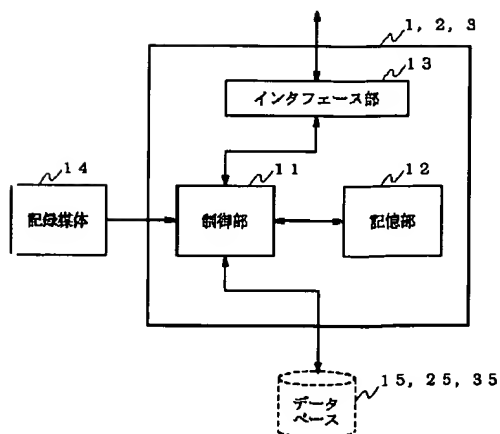 1, 2, 3
13
インタフェース部
14
11
12
記録媒体
制御部
記憶部
15, 25, 35
データ
ベース